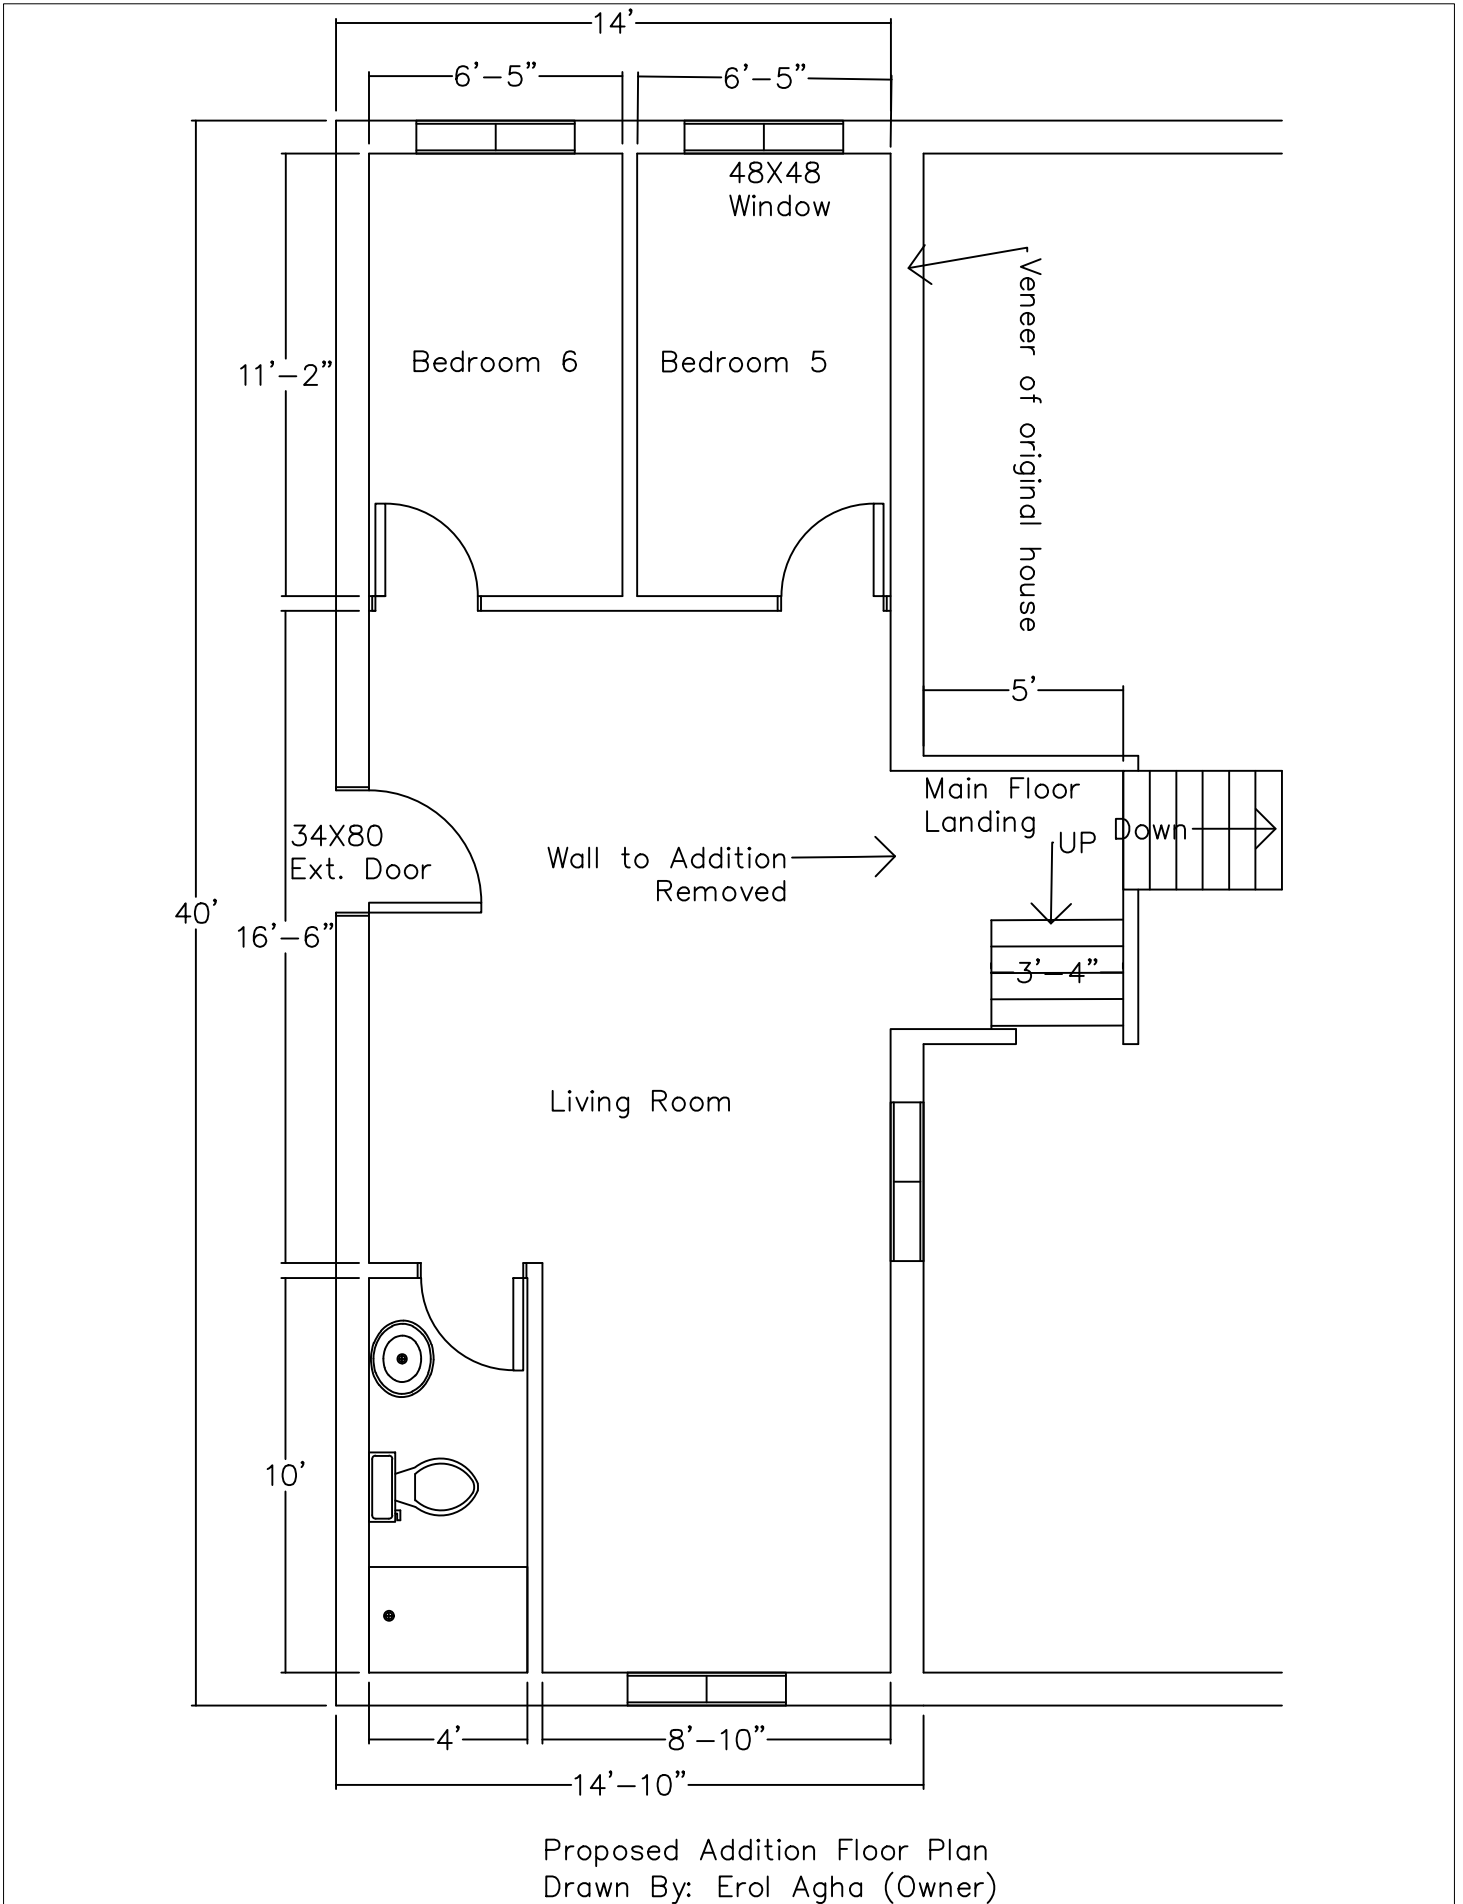 14'
6'-5"
6'-5"
48X48
Window
Veneer of original house
11'-2"
Bedroom 6
Bedroom 5
5'
Main Floor
Landing
Down
UP
34X80
Ext. Door
Wall to Addition
Removed
40'
16'-6"
3'-4"
Living Room
10'
4'
8'-10"
14'-10"
Proposed Addition Floor Plan
Drawn By: Erol Agha (Owner)